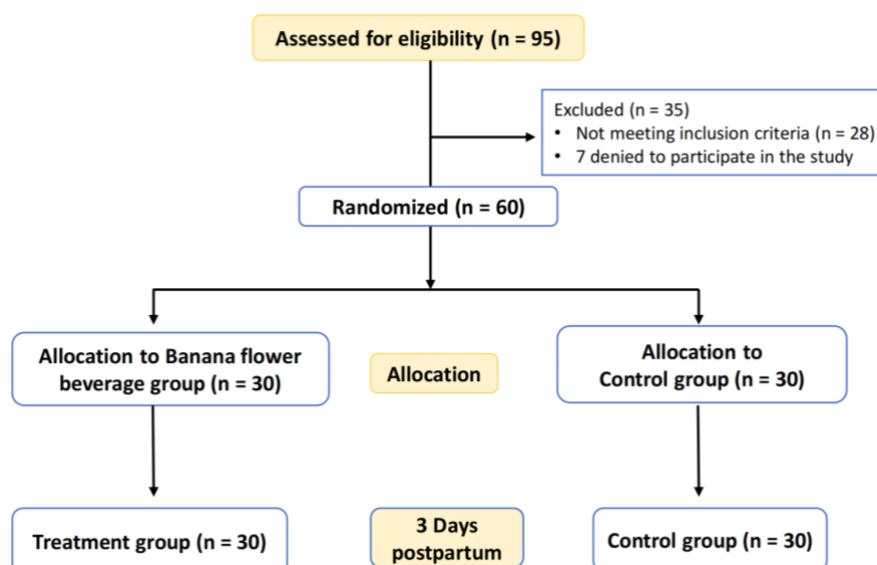 Assessed for eligibility (n = 95)
Excluded (n = 35)
• Not meeting inclusion criteria (n = 28)
• 7 denied to participate in the study
Randomized (n = 60)
Allocation to Banana flower
beverage group (n = 30)
Allocation
Allocation to
Control group (n = 30)
Treatment group (n = 30)
3 Days
postpartum
Control group (n = 30)